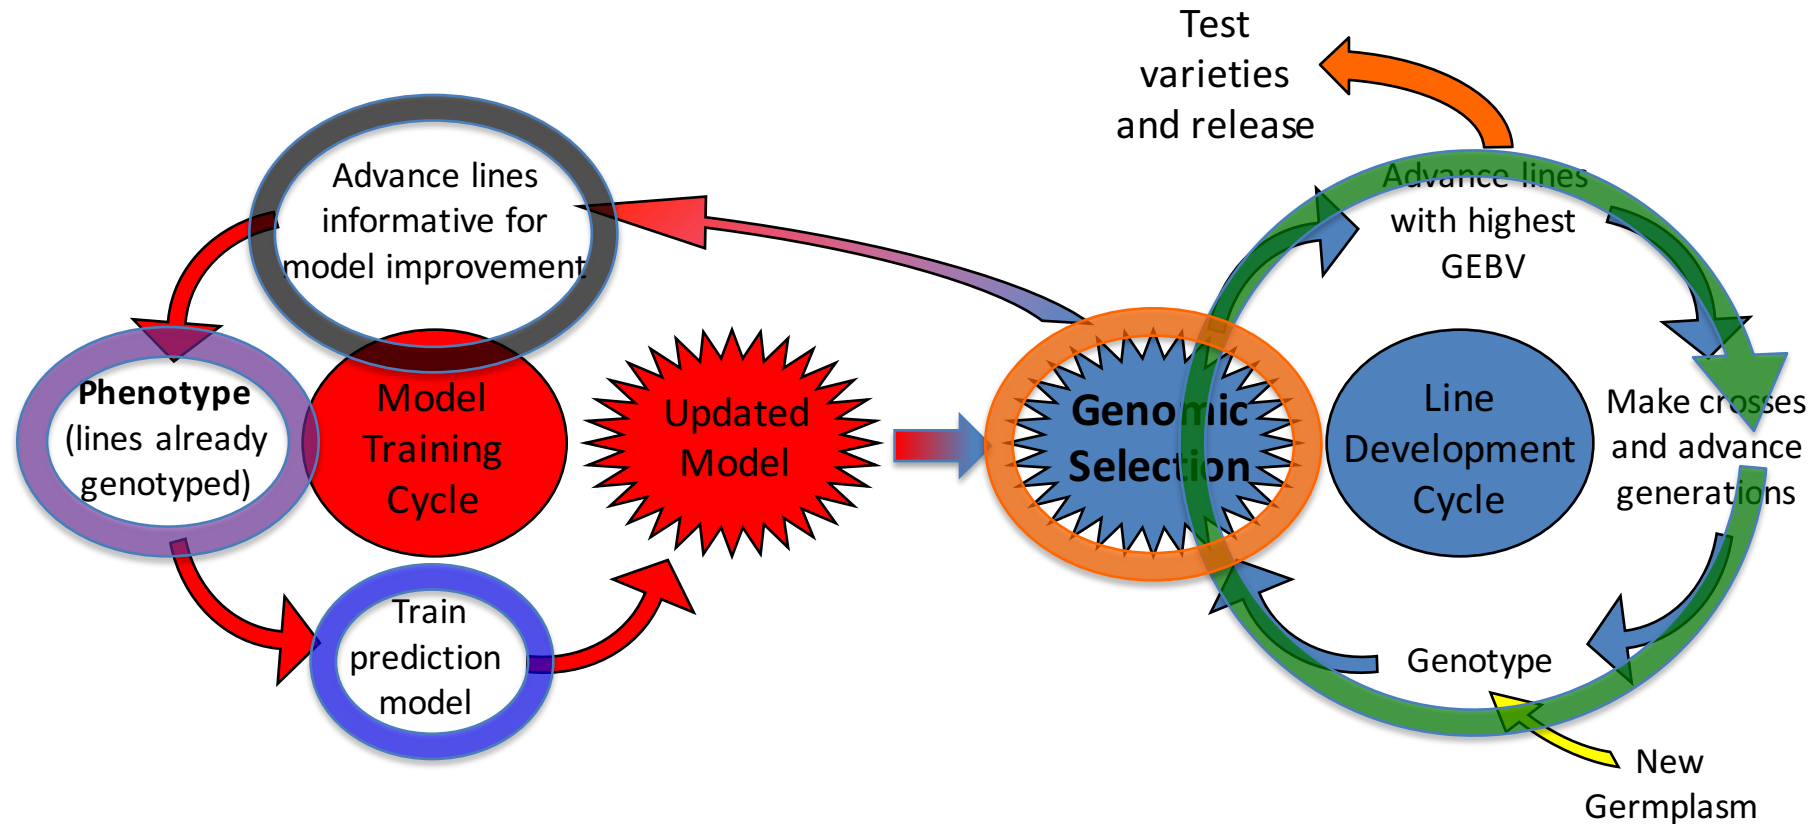 Test
varieties
and release
Advance lines
informative for
model improvement
Advance lines
with highest
GEBV
Phenotype
(lines already
genotyped)
Model
Training
Cycle
Updated
Model
Genomic
Selection
Line
Development
Cycle
Make crosses
and advance
generations
Train
prediction
model
Genotype
New
Germplasm